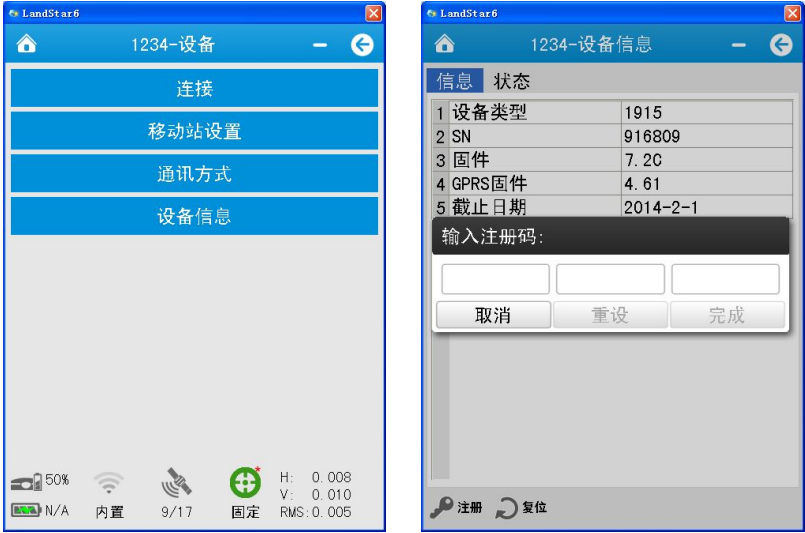 LandStar6
1234-设备
连接
移动站设置
通讯方式
设备信息
50%
N/A
内置
9/17
固定
H: 0.008
V: 0.010
RMS:0.005
LandStar6
1234-设备信息
信息 状态
1 设备类型 1915
2 SN 916809
3 固件 7.2C
4 GPRS固件 4.61
5 截止日期 2014-2-1
输入注册码:
取消 重设 完成
注册 复位